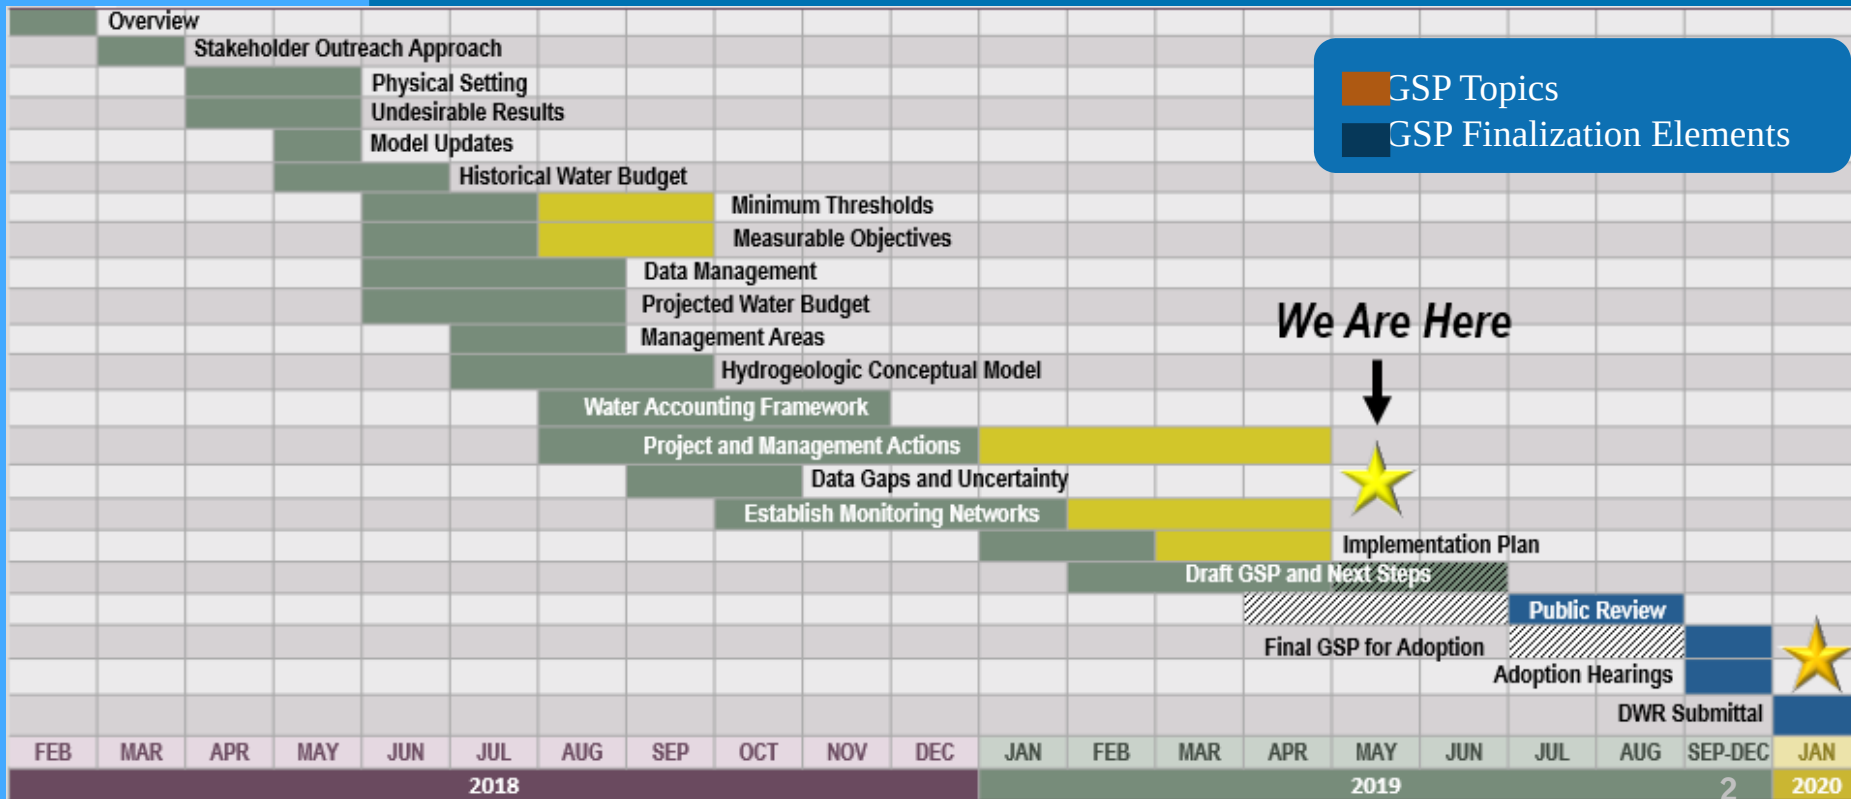 Overview
Stakeholder Outreach Approach
Physical Setting
GSP Topics
Undesirable Results
GSP Finalization Elements
Model Updates
Historical Water Budget
Minimum Thresholds
Measurable Objectives
Data Management
Projected Water Budget
We Are Here
Management Areas
Hydrogeologic Conceptual Model
Water Accounting Framework
Project and Management Actions
Data Gaps and Uncertainty
Establish Monitoring Networks
Implementation Plan
Draft GSP and Next Steps
Public Review
Final GSP for Adoption
Adoption Hearings
DWR Submittal
FEB MAR APR MAY JUN JUL AUG SEP OCT NOV DEC JAN FEB MAR APR MAY JUN JUL AUG SEP-DEC JAN
2018 2019 2 2020